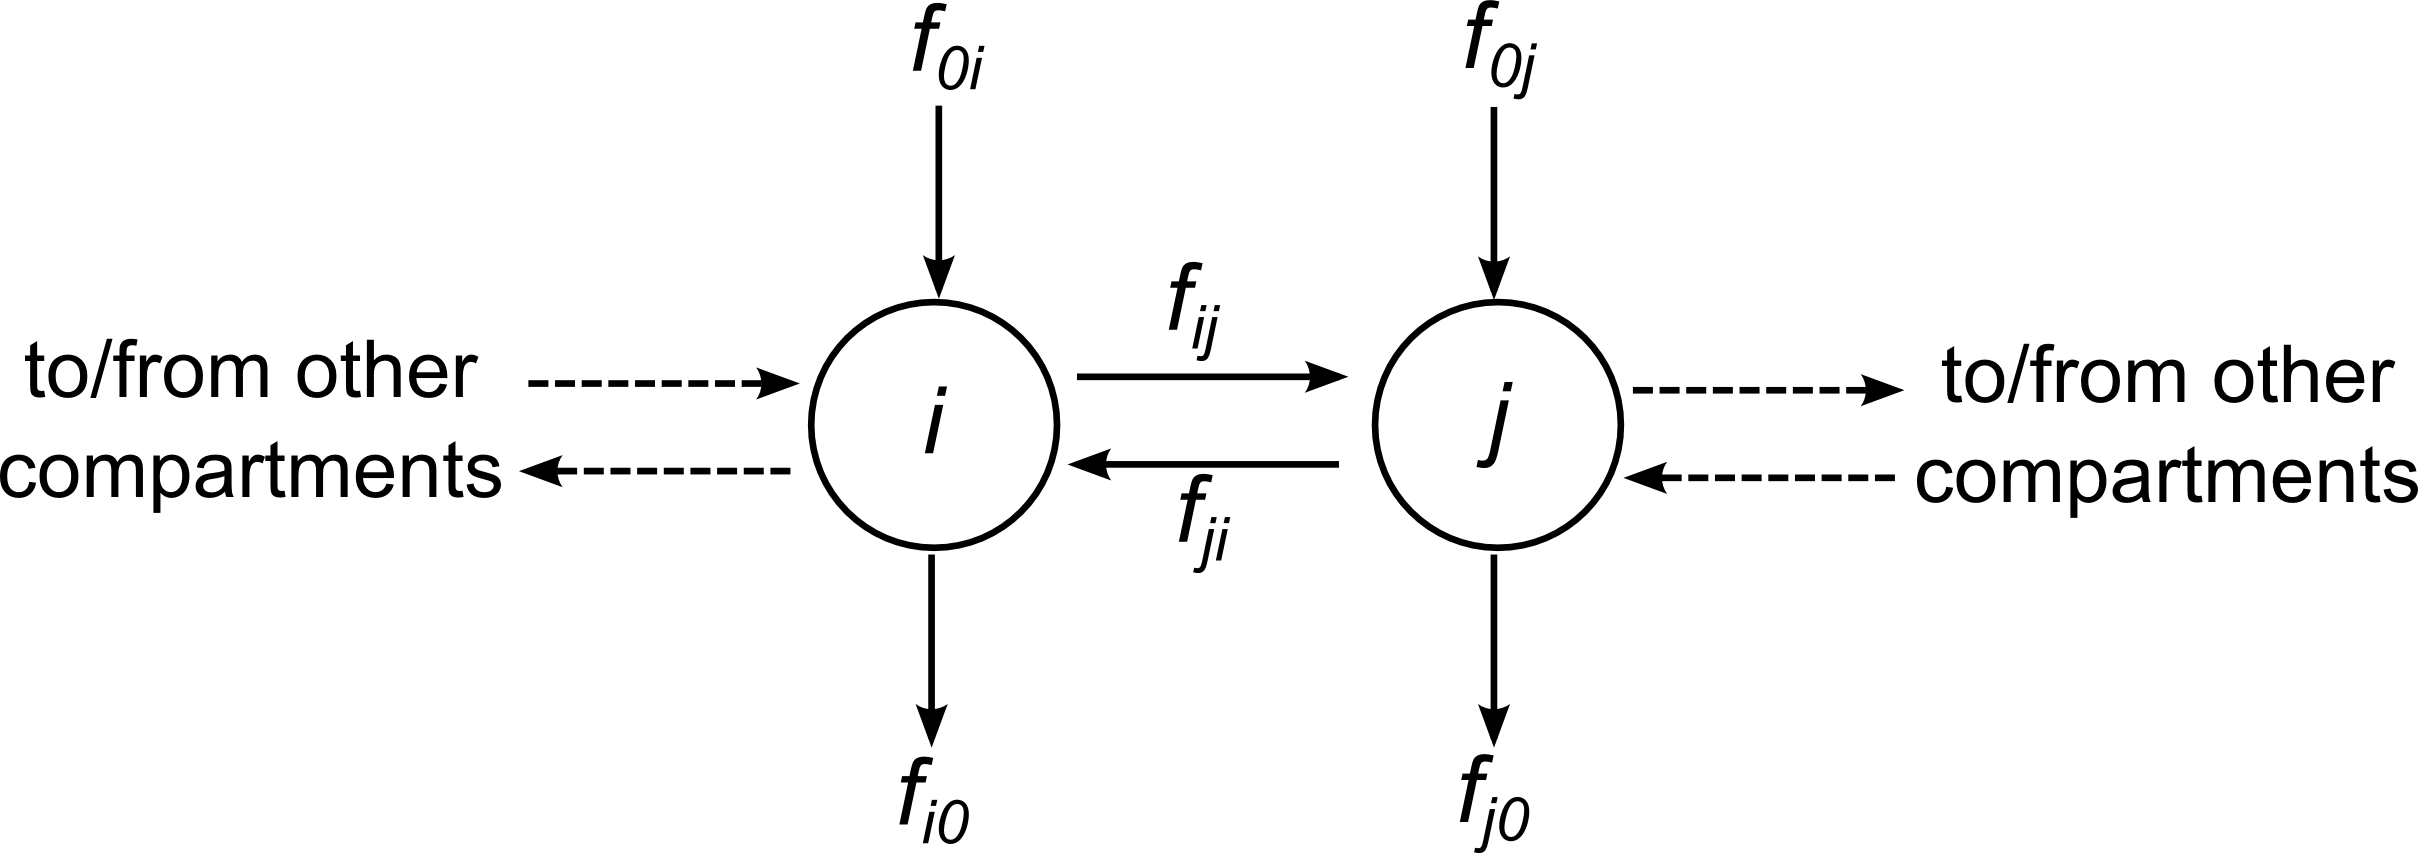 f0i
f0j
fij
to/from other
compartments
i
j
to/from other
compartments
fji
fi0
fj0